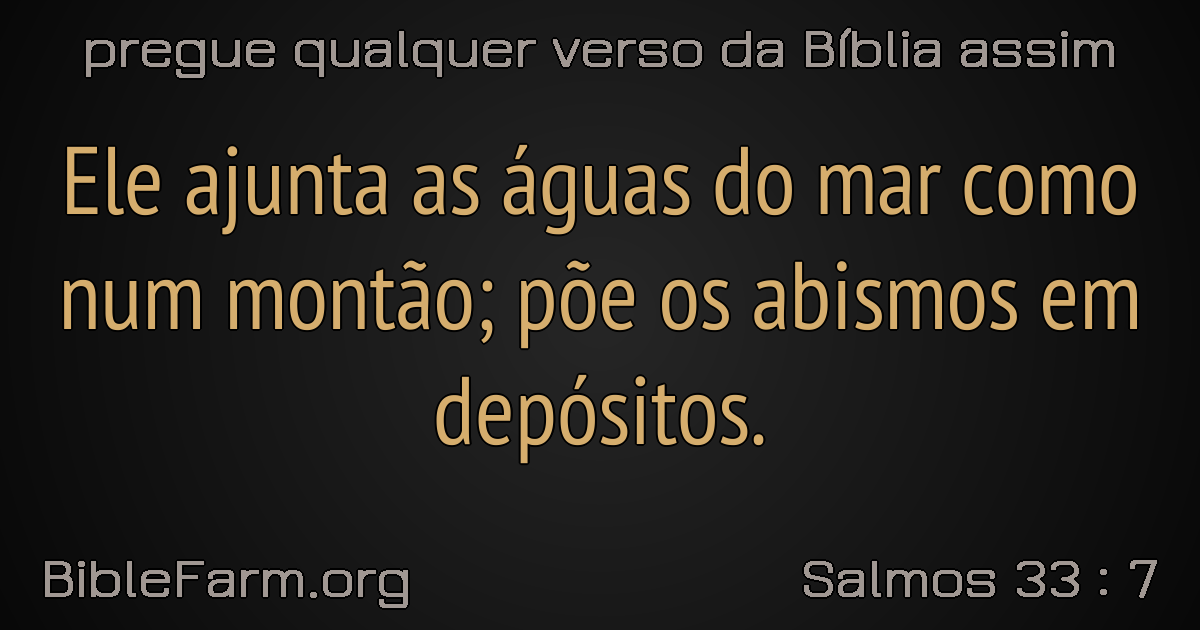 pregue qualquer verso da Bíblia assim
Ele ajunta as águas do mar como
num montão; põe os abismos em
depósitos.
BibleFarm.org
Salmos 33 : 7